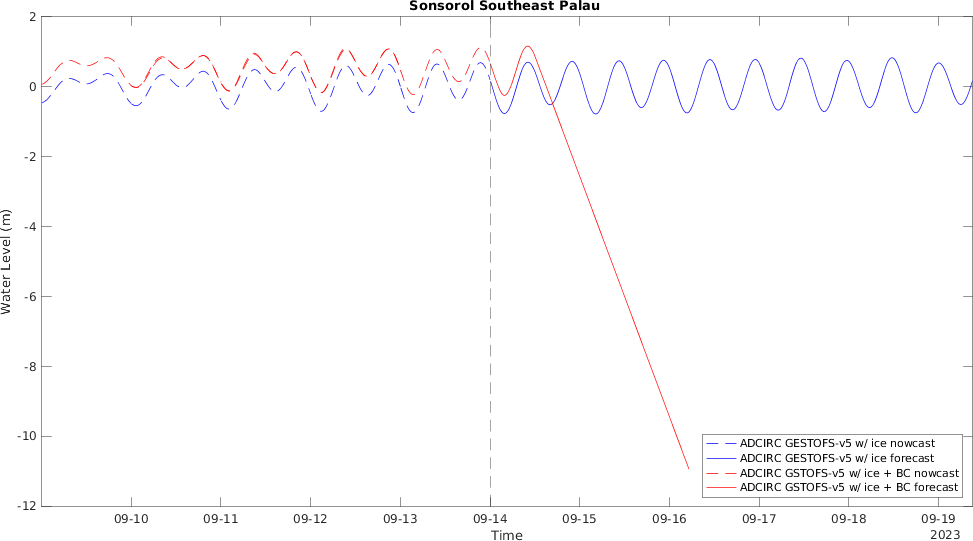 Sonsorol Southeast Palau
Water Level (m)
2
0
-2
-4
-6
-8
-10
-12
09-10 09-11 09-12 09-13 09-14 09-15 09-16 09-17 09-18 09-19
2023
Time
ADCIRC GESTOFS-v5 w/ ice nowcast
ADCIRC GESTOFS-v5 w/ ice forecast
ADCIRC GSTOFS-v5 w/ ice + BC nowcast
ADCIRC GSTOFS-v5 w/ ice + BC forecast